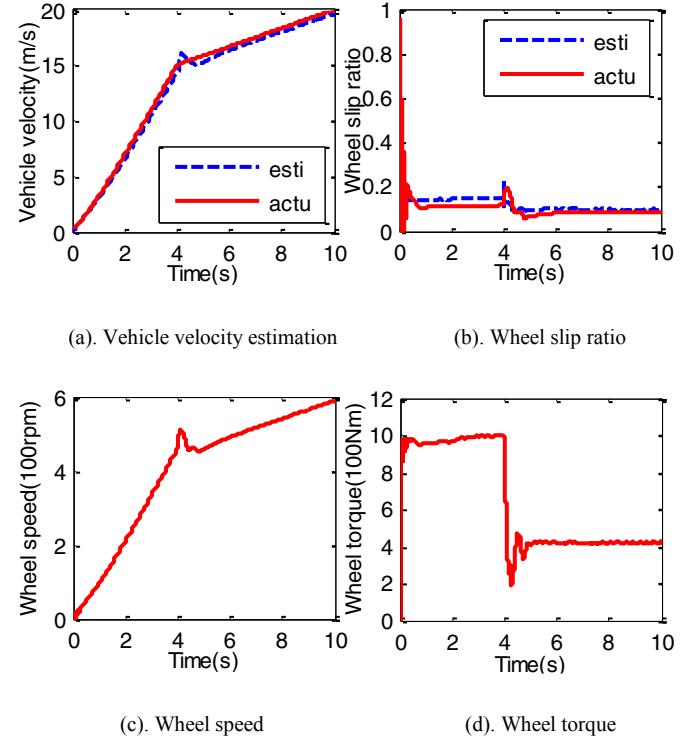 20
15
10
5
0
Vehicle velocity(m/s)
esti
actu
0 2 4 6 8 10
Time(s)
(a). Vehicle velocity estimation
1
0.8
0.6
0.4
0.2
0
Wheel slip ratio
esti
actu
0 2 4 6 8 10
Time(s)
(b). Wheel slip ratio
6
4
2
0
Wheel speed(100rpm)
0 2 4 6 8 10
Time(s)
(c). Wheel speed
12
10
8
6
4
2
0
Wheel torque(100Nm)
0 2 4 6 8 10
Time(s)
(d). Wheel torque